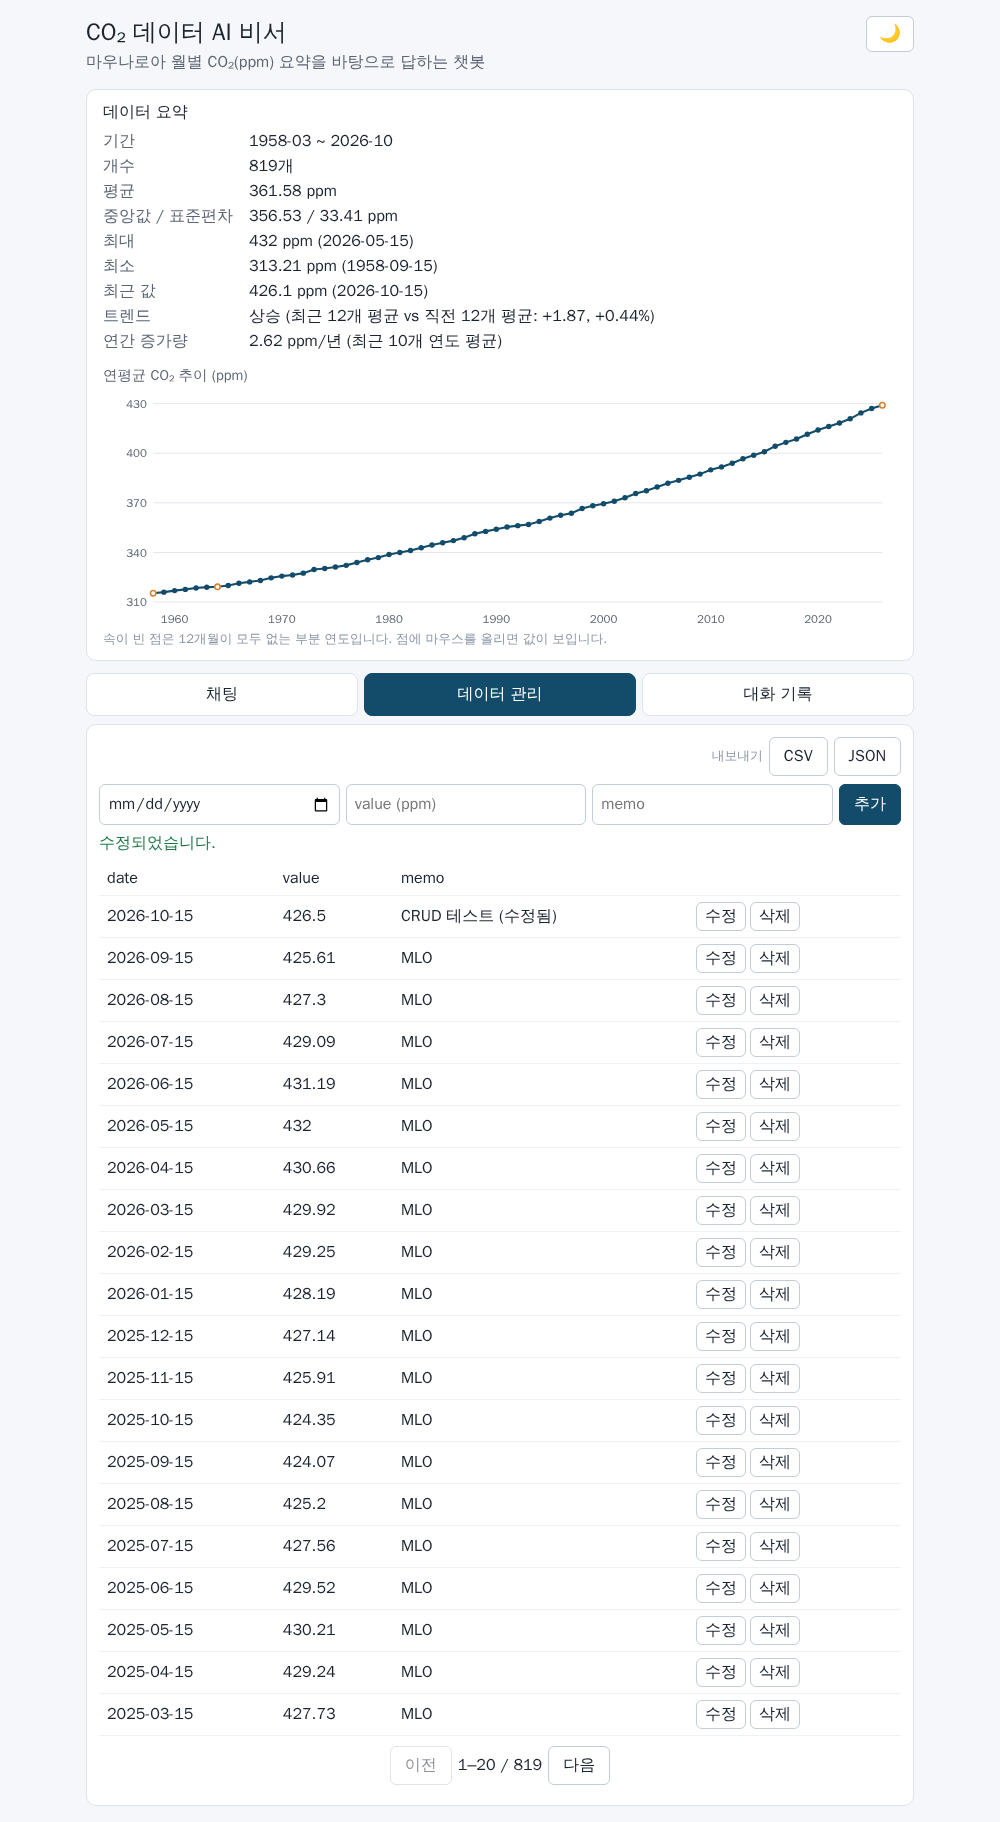 CO₂ 데이터 AI 비서
🌙
마우나로아 월별 CO₂(ppm) 요약을 바탕으로 답하는 챗봇
데이터 요약
기간 1958-03 ~ 2026-10
개수 819개
평균 361.58 ppm
중앙값 / 표준편차 356.53 / 33.41 ppm
최대 432 ppm (2026-05-15)
최소 313.21 ppm (1958-09-15)
최근 값 426.1 ppm (2026-10-15)
트렌드 상승 (최근 12개 평균 vs 직전 12개 평균: +1.87, +0.44%)
연간 증가량 2.62 ppm/년 (최근 10개 연도 평균)
연평균 CO₂ 추이 (ppm)
430
400
370
340
310
1960 1970 1980 1990 2000 2010 2020
속이 빈 점은 12개월이 모두 없는 부분 연도입니다. 점에 마우스를 올리면 값이 보입니다.
채팅 데이터 관리 대화 기록
내보내기 CSV JSON
mm/dd/yyyy value (ppm) memo 추가
수정되었습니다.
date value memo
2026-10-15 426.5 CRUD 테스트 (수정됨) 수정 삭제
2026-09-15 425.61 MLO 수정 삭제
2026-08-15 427.3 MLO 수정 삭제
2026-07-15 429.09 MLO 수정 삭제
2026-06-15 431.19 MLO 수정 삭제
2026-05-15 432 MLO 수정 삭제
2026-04-15 430.66 MLO 수정 삭제
2026-03-15 429.92 MLO 수정 삭제
2026-02-15 429.25 MLO 수정 삭제
2026-01-15 428.19 MLO 수정 삭제
2025-12-15 427.14 MLO 수정 삭제
2025-11-15 425.91 MLO 수정 삭제
2025-10-15 424.35 MLO 수정 삭제
2025-09-15 424.07 MLO 수정 삭제
2025-08-15 425.2 MLO 수정 삭제
2025-07-15 427.56 MLO 수정 삭제
2025-06-15 429.52 MLO 수정 삭제
2025-05-15 430.21 MLO 수정 삭제
2025-04-15 429.24 MLO 수정 삭제
2025-03-15 427.73 MLO 수정 삭제
이전 1–20 / 819 다음